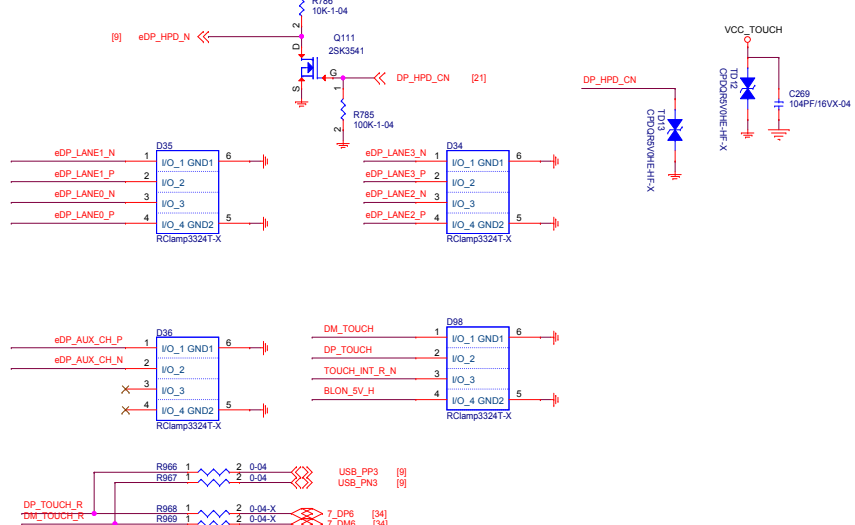 R786
10K-1-04
2
[9] eDP_HPD_N
D
Q111
2SK3541
G
S
DP_HPD_CN [21]
1
R785
100K-1-04
2
VCC_TOUCH
DP_HPD_CN
TD12
CPDQR5V0HE-HF-X
TD13
CPDQR5V0HE-HF-X
C269
104PF/16VX-04
D35
eDP_LANE1_N 1 I/O_1 GND1 6
eDP_LANE1_P 2 I/O_2
eDP_LANE0_N 3 I/O_3
eDP_LANE0_P 4 I/O_4 GND2 5
RClamp3324T-X
D34
eDP_LANE3_N 1 I/O_1 GND1 6
eDP_LANE3_P 2 I/O_2
eDP_LANE2_N 3 I/O_3
eDP_LANE2_P 4 I/O_4 GND2 5
RClamp3324T-X
D36
eDP_AUX_CH_P 1 I/O_1 GND1 6
eDP_AUX_CH_N 2 I/O_2
3 I/O_3
4 I/O_4 GND2 5
RClamp3324T-X
D98
DM_TOUCH 1 I/O_1 GND1 6
DP_TOUCH 2 I/O_2
TOUCH_INT_R_N 3 I/O_3
BLON_5V_H 4 I/O_4 GND2 5
RClamp3324T-X
R966 1 2 0-04 USB_PP3 [9]
R967 1 2 0-04 USB_PN3 [9]
DP_TOUCH_R R968 1 2 0-04-X 7_DP6 [34]
DM_TOUCH_R R969 1 2 0-04-X 7_DM6 [34]